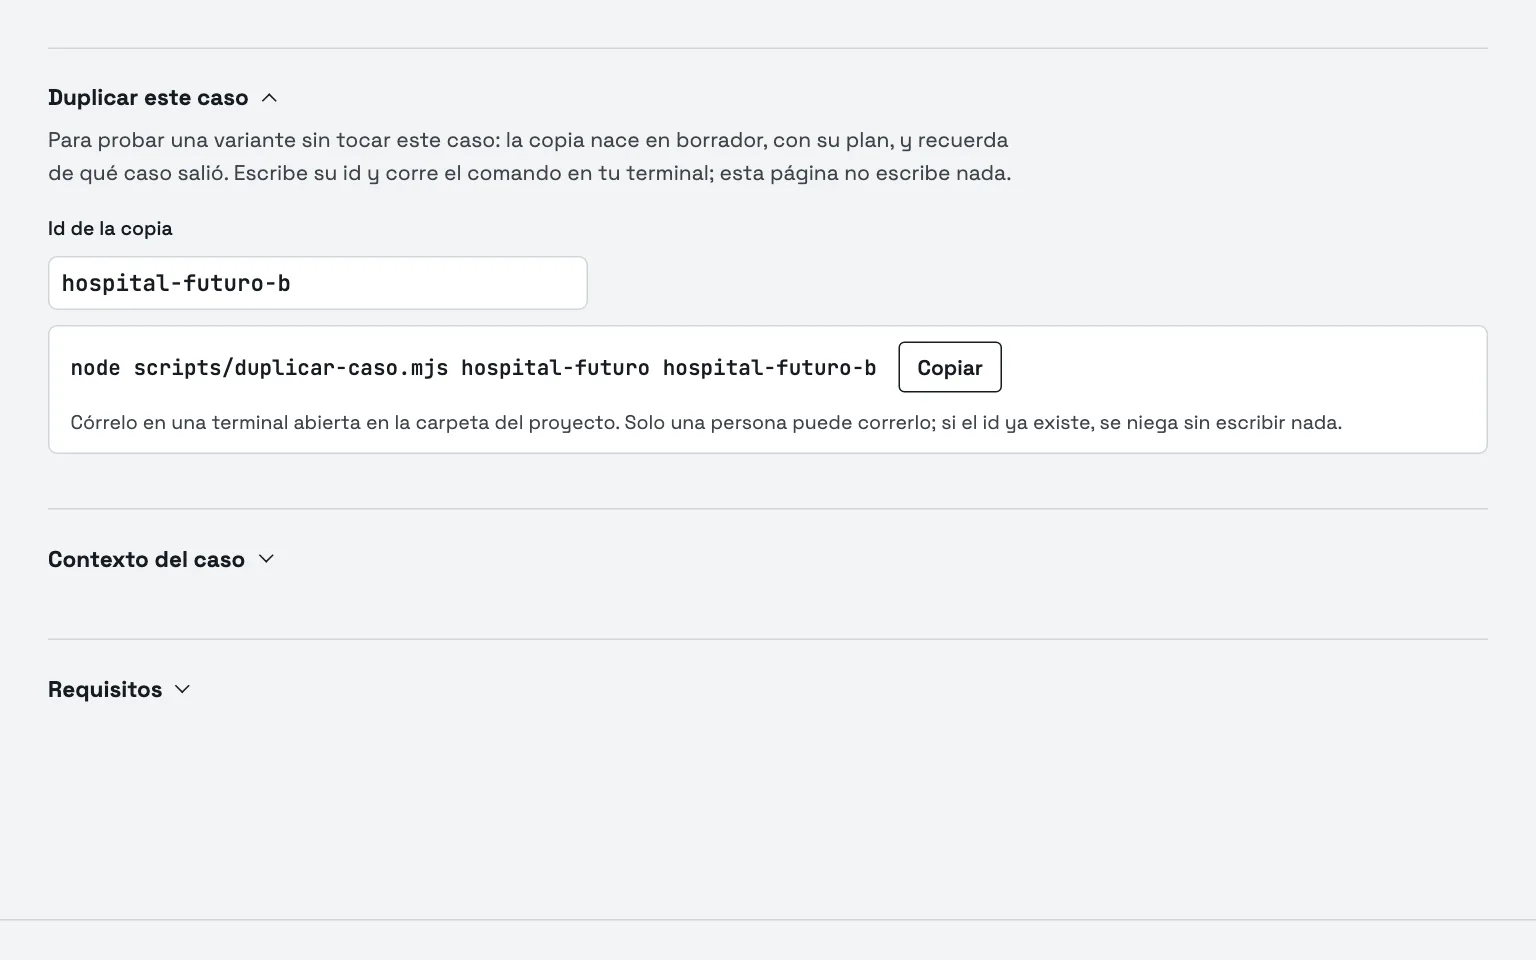 Duplicar este caso
Para probar una variante sin tocar este caso: la copia nace en borrador, con su plan, y recuerda
de qué caso salió. Escribe su id y corre el comando en tu terminal; esta página no escribe nada.
Id de la copia
hospital-futuro-b
node scripts/duplicar-caso.mjs hospital-futuro hospital-futuro-b
Copiar
Córrelo en una terminal abierta en la carpeta del proyecto. Solo una persona puede correrlo; si el id ya existe, se niega sin escribir nada.
Contexto del caso
Requisitos